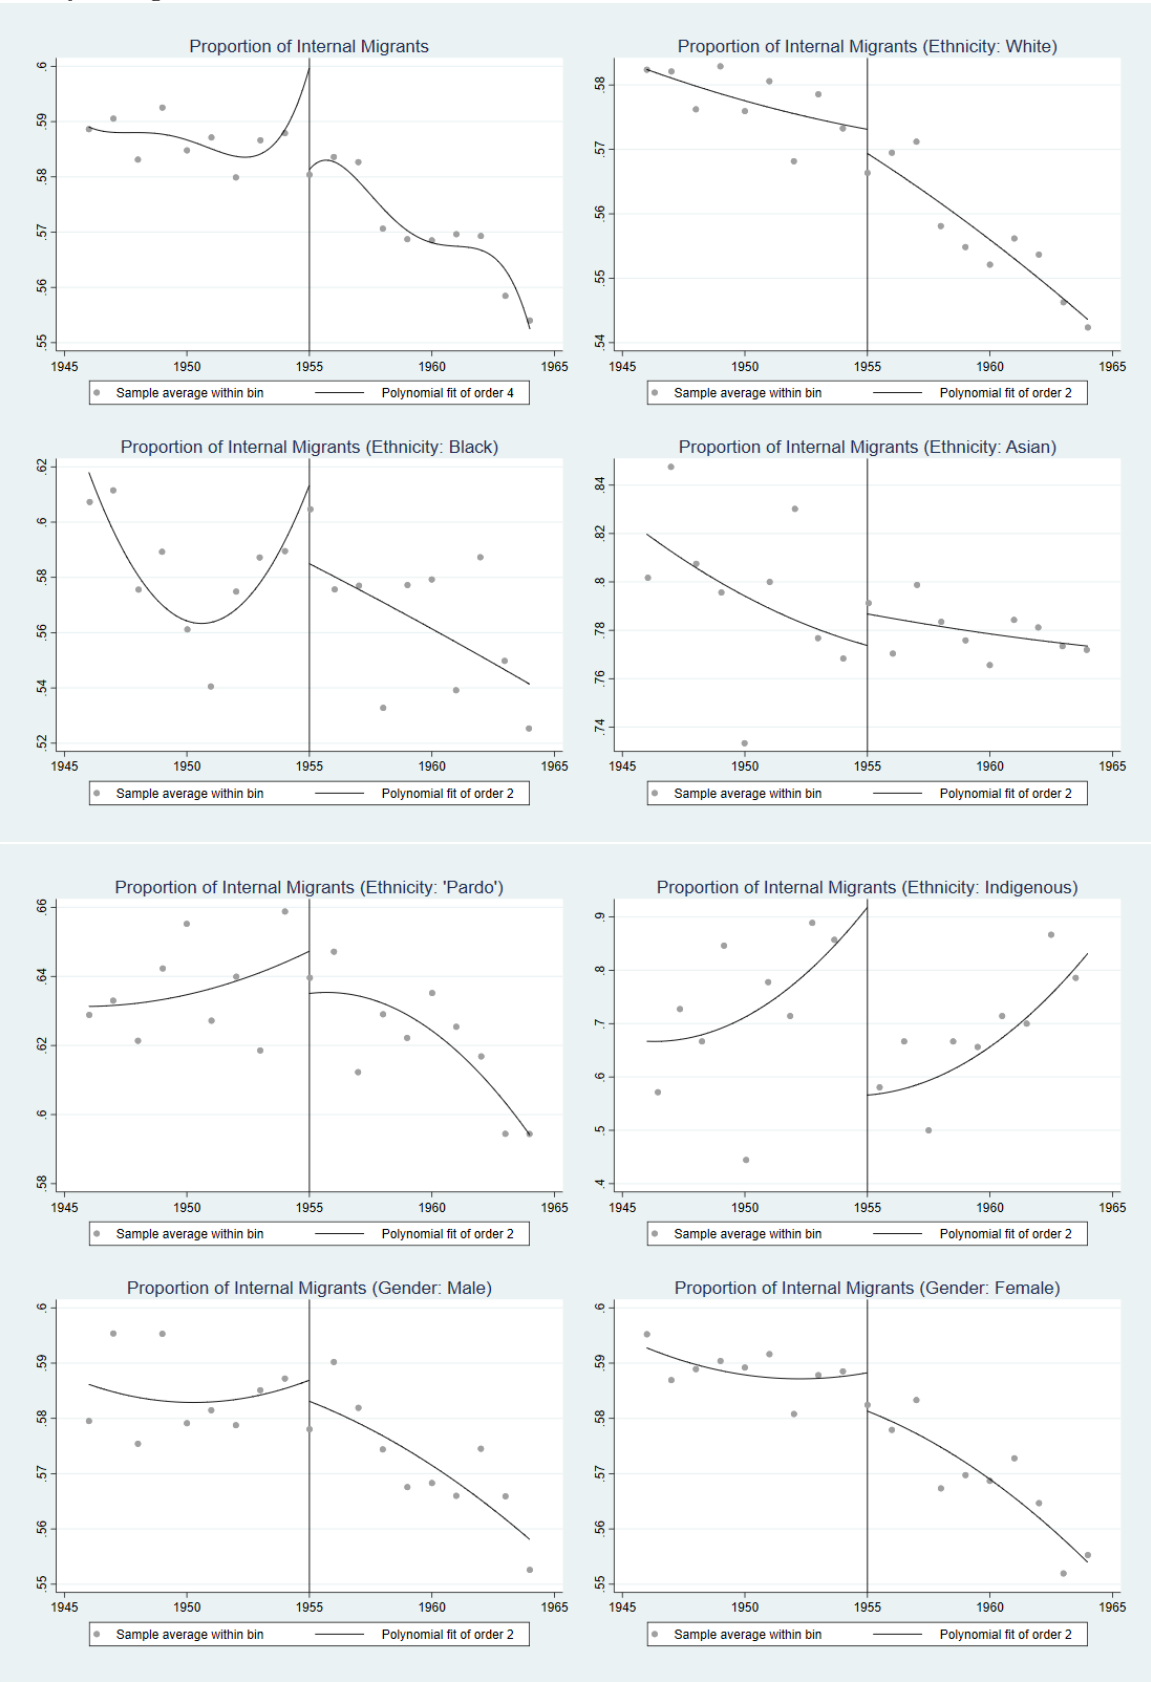 Proportion of Internal Migrants
.6
.59
.58
.57
.56
.55
1945 1950 1955 1960 1965
Sample average within bin Polynomial fit of order 4
Proportion of Internal Migrants (Ethnicity: White)
.58
.57
.56
.55
.54
1945 1950 1955 1960 1965
Sample average within bin Polynomial fit of order 2
Proportion of Internal Migrants (Ethnicity: Black)
.62
.6
.58
.56
.54
.52
1945 1950 1955 1960 1965
Sample average within bin Polynomial fit of order 2
Proportion of Internal Migrants (Ethnicity: Asian)
.84
.82
.8
.78
.76
.74
1945 1950 1955 1960 1965
Sample average within bin Polynomial fit of order 2
Proportion of Internal Migrants (Ethnicity: 'Pardo')
.66
.64
.62
.6
.58
1945 1950 1955 1960 1965
Sample average within bin Polynomial fit of order 2
Proportion of Internal Migrants (Ethnicity: Indigenous)
.9
.8
.7
.6
.5
.4
1945 1950 1955 1960 1965
Sample average within bin Polynomial fit of order 2
Proportion of Internal Migrants (Gender: Male)
.6
.59
.58
.57
.56
.55
1945 1950 1955 1960 1965
Sample average within bin Polynomial fit of order 2
Proportion of Internal Migrants (Gender: Female)
.6
.59
.58
.57
.56
.55
1945 1950 1955 1960 1965
Sample average within bin Polynomial fit of order 2